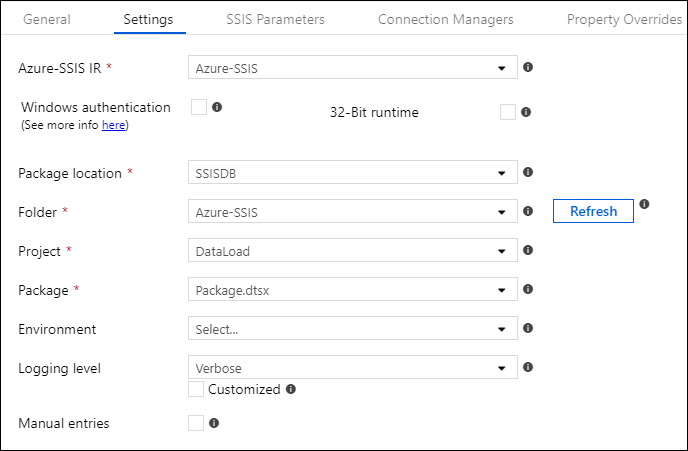 General Settings SSIS Parameters Connection Managers Property Overrides
Azure-SSIS IR * Azure-SSIS
Windows authentication 32-Bit runtime
(See more info here)
Package location * SSISDB
Folder * Azure-SSIS Refresh
Project * DataLoad
Package * Package.dtsx
Environment Select...
Logging level Verbose
Customized
Manual entries